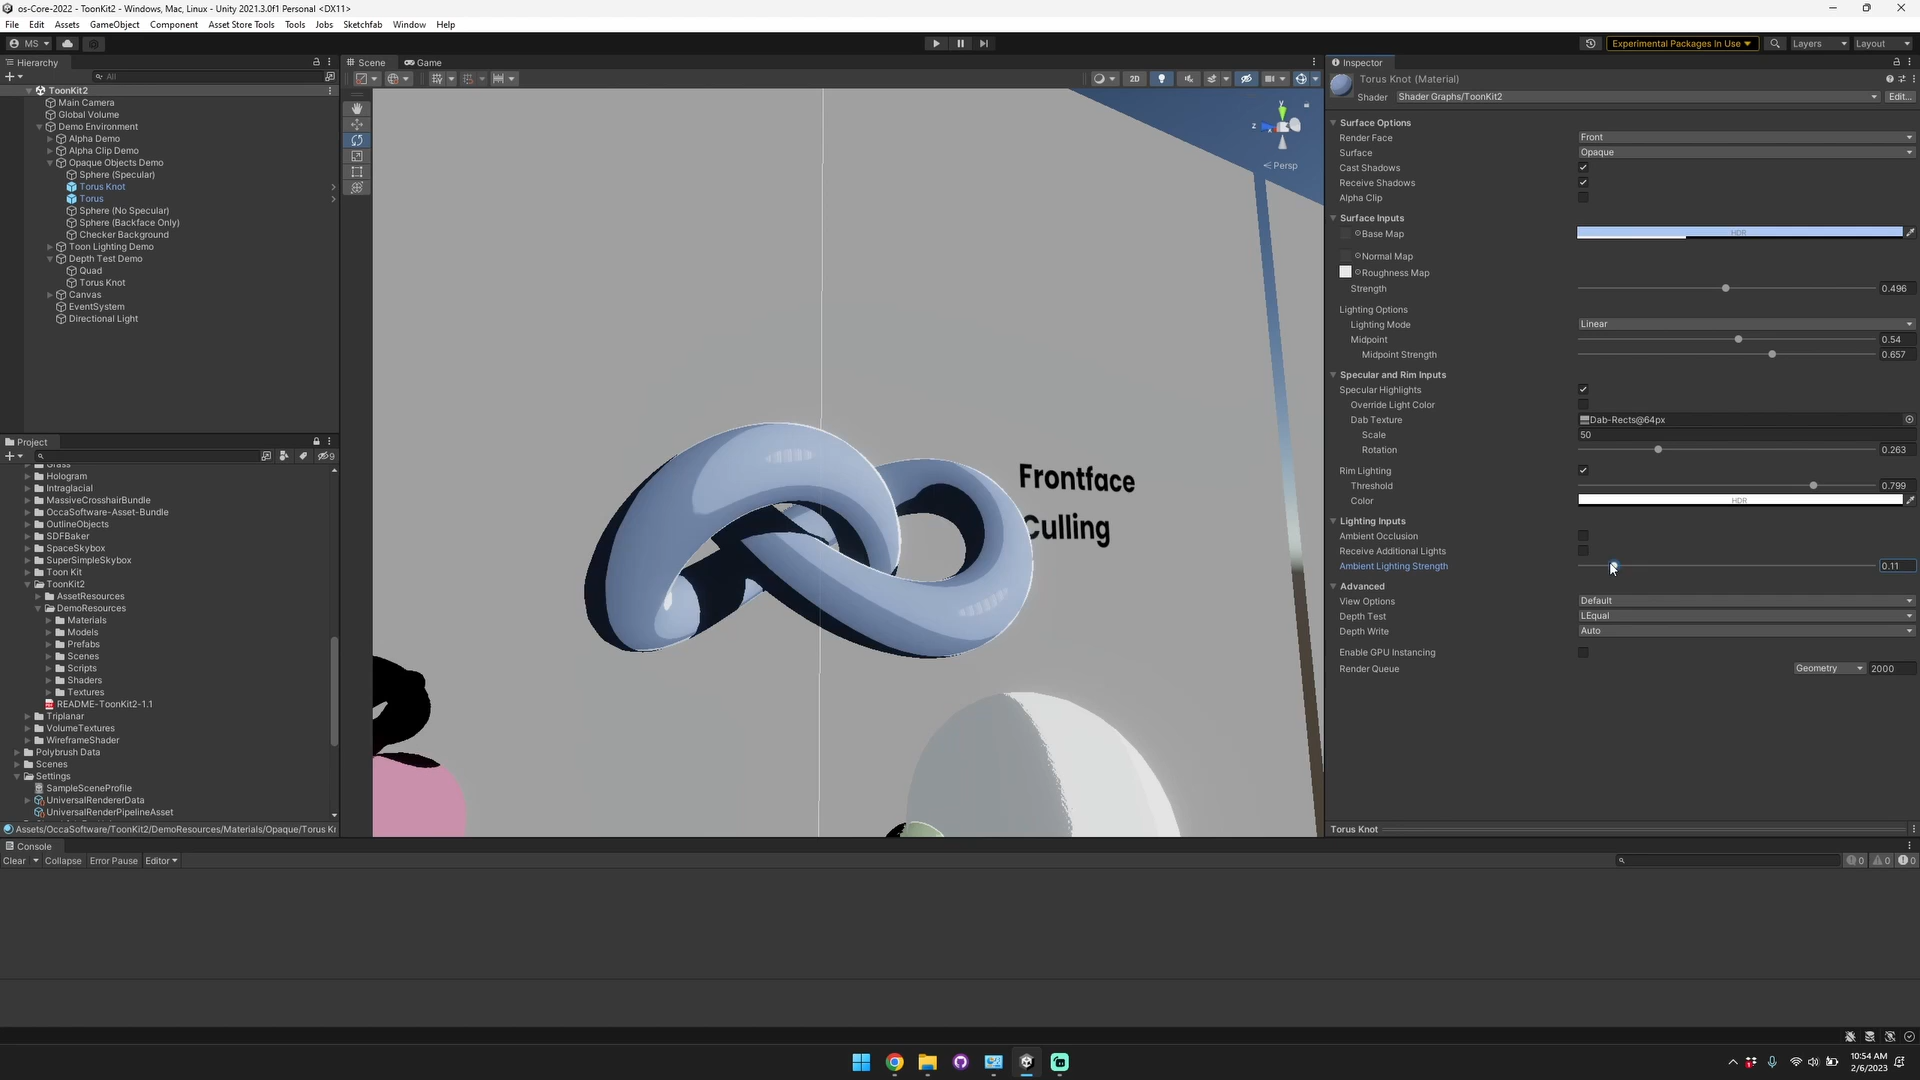 os-Core-2022 - ToonKit2 - Windows, Mac, Linux - Unity 2021.3.0f1 Personal <DX11>
File Edit Assets GameObject Component Asset Store Tools Tools Jobs Sketchfab Window Help
MS Experimental Packages In Use Layers Layout
Hierarchy
All
ToonKit2
Main Camera
Global Volume
Demo Environment
Alpha Demo
Alpha Clip Demo
Opaque Objects Demo
Sphere (Specular)
Torus Knot
Torus
Sphere (No Specular)
Sphere (Backface Only)
Checker Background
Toon Lighting Demo
Depth Test Demo
Quad
Torus Knot
Canvas
EventSystem
Directional Light
Project
9
Grass
Hologram
Intraglacial
MassiveCrosshairBundle
OccaSoftware-Asset-Bundle
OutlineObjects
SDFBaker
SpaceSkybox
SuperSimpleSkybox
Toon Kit
ToonKit2
AssetResources
DemoResources
Materials
Models
Prefabs
Scenes
Scripts
Shaders
Textures
README-ToonKit2-1.1
Triplanar
VolumeTextures
WireframeShader
Polybrush Data
Scenes
Settings
SampleSceneProfile
UniversalRendererData
UniversalRenderPipelineAsset
Assets/OccaSoftware/ToonKit2/DemoResources/Materials/Opaque/Torus Kr
Scene Game
2D
y
z
Persp
Frontface
Culling
Inspector
Torus Knot (Material)
Shader Shader Graphs/ToonKit2 Edit...
Surface Options
Render Face Front
Surface Opaque
Cast Shadows
Receive Shadows
Alpha Clip
Surface Inputs
Base Map HDR
Normal Map
Roughness Map
Strength 0.496
Lighting Options
Lighting Mode Linear
Midpoint 0.54
Midpoint Strength 0.657
Specular and Rim Inputs
Specular Highlights
Override Light Color
Dab Texture Dab-Rects@64px
Scale 50
Rotation 0.263
Rim Lighting
Threshold 0.799
Color HDR
Lighting Inputs
Ambient Occlusion
Receive Additional Lights
Ambient Lighting Strength 0.11
Advanced
View Options Default
Depth Test LEqual
Depth Write Auto
Enable GPU Instancing
Render Queue Geometry 2000
Torus Knot
Console
Clear Collapse Error Pause Editor 0 0 0
10:54 AM
2/6/2023